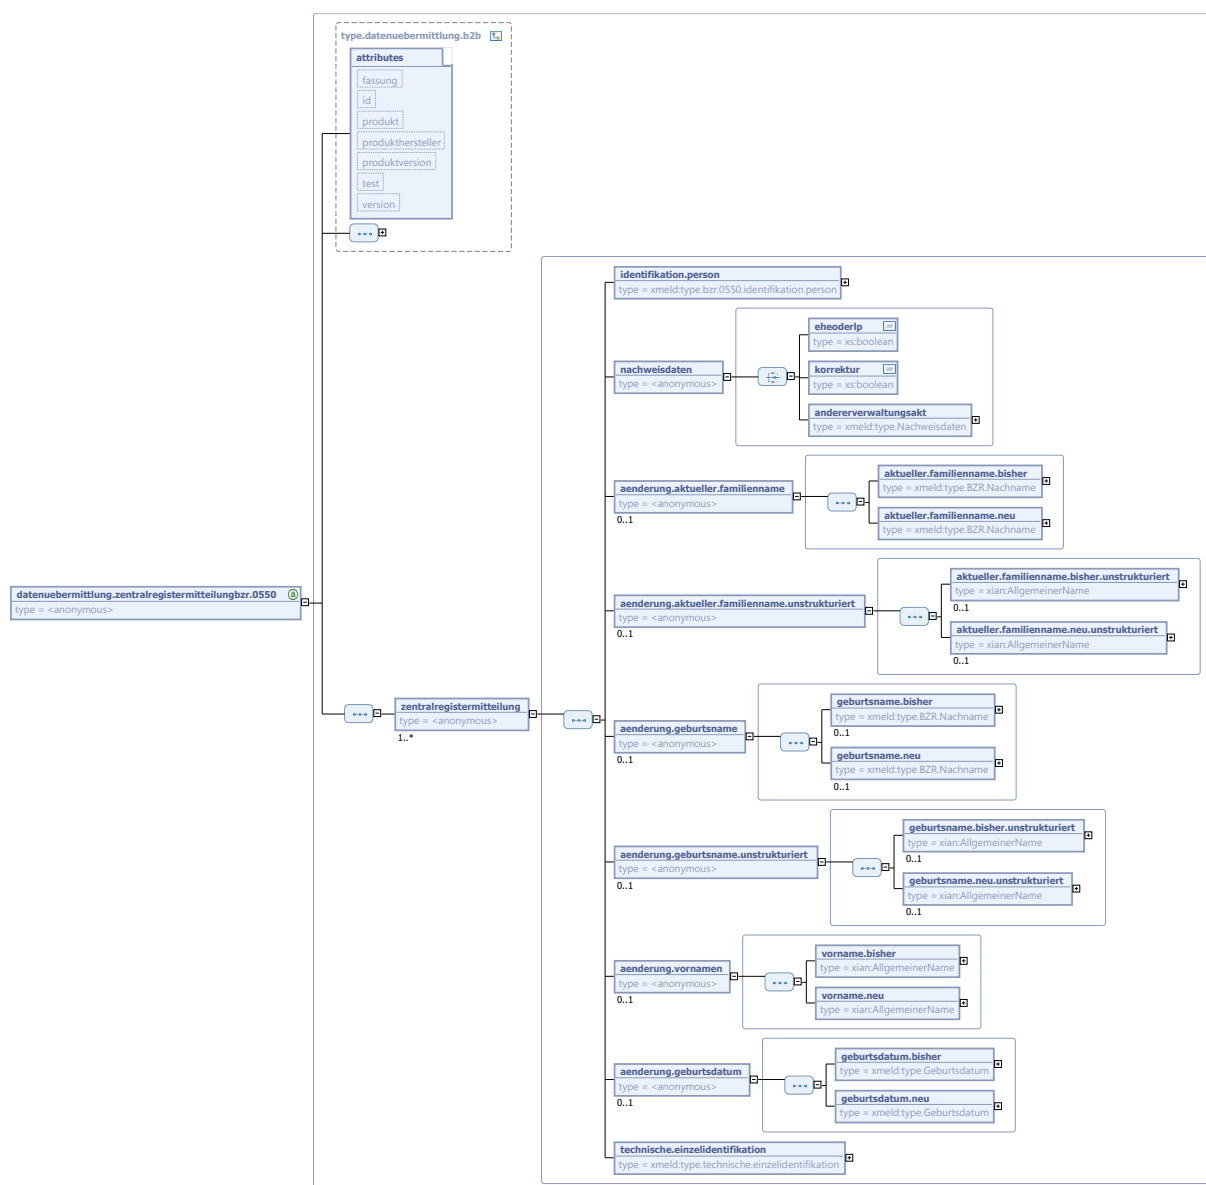 type.datenuebermittlung.b2b
attributes
fassung
id
produkt
produkthersteller
produktversion
test
version
identifikation.person
type = xmeld:type.bzr.0550.identifikation.person
nachweisdaten
type = <anonymous>
eheoderlp
type = xs:boolean
korrektur
type = xs:boolean
andererverwaltungsakt
type = xmeld:type.Nachweisdaten
aenderung.aktueller.familienname
type = <anonymous>
0..1
aktueller.familienname.bisher
type = xmeld:type.BZR.Nachname
aktueller.familienname.neu
type = xmeld:type.BZR.Nachname
datenuebermittlung.zentralregistermitteilungbzr.0550
a
type = <anonymous>
aenderung.aktueller.familienname.unstrukturiert
type = <anonymous>
0..1
aktueller.familienname.bisher.unstrukturiert
type = xian:AllgemeinerName
0..1
aktueller.familienname.neu.unstrukturiert
type = xian:AllgemeinerName
0..1
zentralregistermitteilung
type = <anonymous>
1..*
aenderung.geburtsname
type = <anonymous>
0..1
geburtsname.bisher
type = xmeld:type.BZR.Nachname
0..1
geburtsname.neu
type = xmeld:type.BZR.Nachname
0..1
aenderung.geburtsname.unstrukturiert
type = <anonymous>
0..1
geburtsname.bisher.unstrukturiert
type = xian:AllgemeinerName
0..1
geburtsname.neu.unstrukturiert
type = xian:AllgemeinerName
0..1
aenderung.vornamen
type = <anonymous>
0..1
vorname.bisher
type = xian:AllgemeinerName
vorname.neu
type = xian:AllgemeinerName
aenderung.geburtsdatum
type = <anonymous>
0..1
geburtsdatum.bisher
type = xmeld:type.Geburtsdatum
geburtsdatum.neu
type = xmeld:type.Geburtsdatum
technische.einzelidentifikation
type = xmeld:type.technische.einzelidentifikation